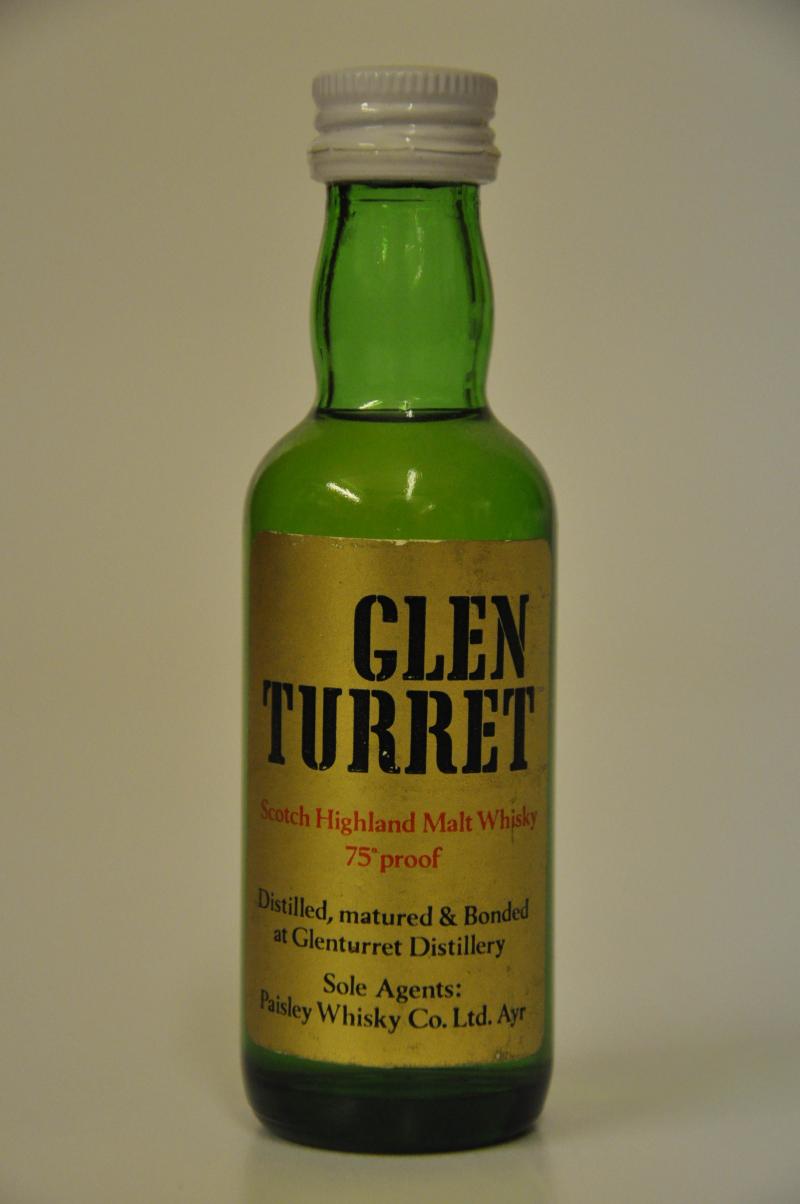 GLEN
TURRET
Scotch Highland Malt Whisky
75° proof
Distilled, matured & Bonded
at Glenturret Distillery
Sole Agents:
Paisley Whisky Co. Ltd. Ayr